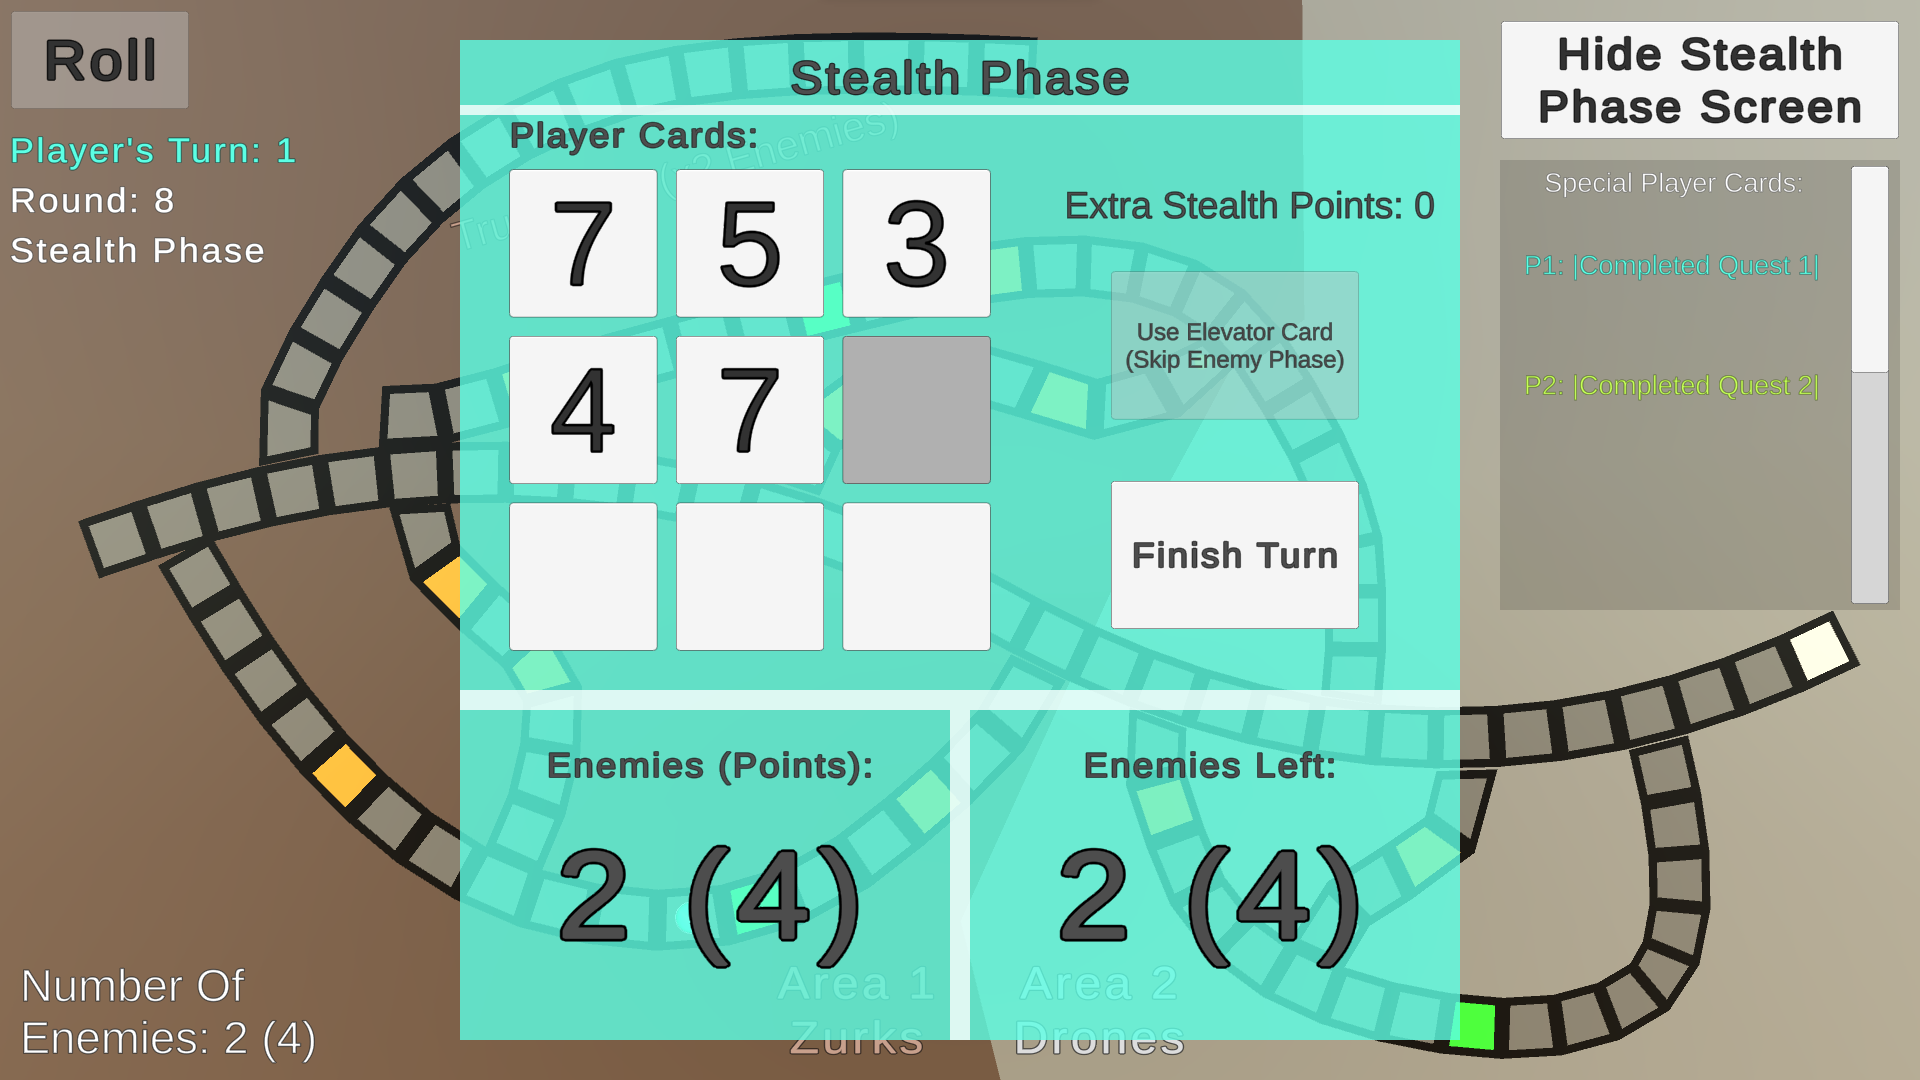 Roll
Player's Turn: 1
Round: 8
Stealth Phase
Stealth Phase
Player Cards:
2 Enemies)
7 5 3
4 7
Extra Stealth Points: 0
Use Elevator Card
(Skip Enemy Phase)
Finish Turn
Enemies (Points):
2 (4)
Enemies Left:
2 (4)
Hide Stealth
Phase Screen
Special Player Cards:
P1: |Completed Quest 1|
P2: |Completed Quest 2|
Number Of
Enemies: 2 (4)
Area 1
Zurks
Area 2
Drones